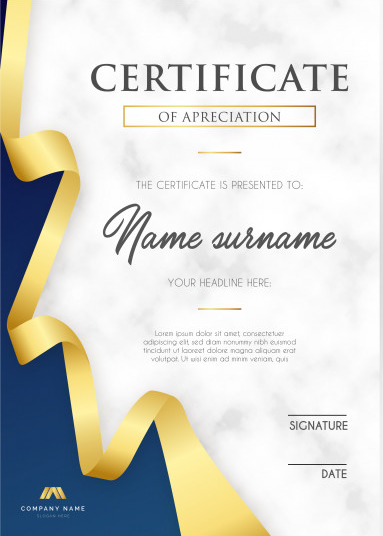 CERTIFICATE
OF APRECIATION
THE CERTIFICATE IS PRESENTED TO:
Name surname
YOUR HEADLINE HERE:
Lorem ipsum dolor sit amet, consectetuer
adipiscing elit, sed diam nonummy nibh euismod
tincidunt ut laoreet dolore magna aliquam erat
volutpat. Ut wisi enim ad minim veniam, quis
SIGNATURE
DATE
COMPANY NAME
SLOGAN HERE